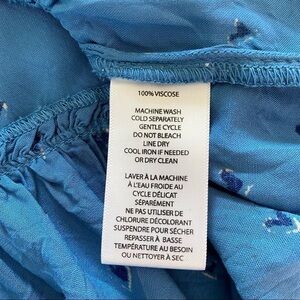 100% VISCOSE
MACHINE WASH
COLD SEPARATELY
GENTLE CYCLE
DO NOT BLEACH
LINE DRY
COOL IRON IF NEEDED
OR DRY CLEAN
LAVER À LA MACHINE
À L'EAU FROIDE AU
CYCLE DÉLICAT
SÉPARÉMENT
NE PAS UTILISER DE
CHLORURE DÉCOLORANT
SUSPENDRE POUR SÉCHER
REPASSER À BASSE
TEMPÉRATURE AU BESOIN
OU NETTOYER À SEC